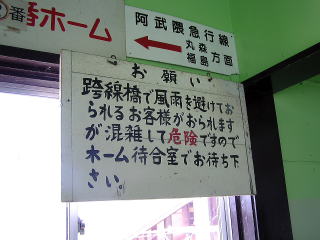 番ホーム
阿武隈急行線
丸森
福島
方面
お願い
跨線橋で風雨を避けてお
られるお客様がおられます
が混雑して危険ですので
ホーム待合室でお待ち下
さい。